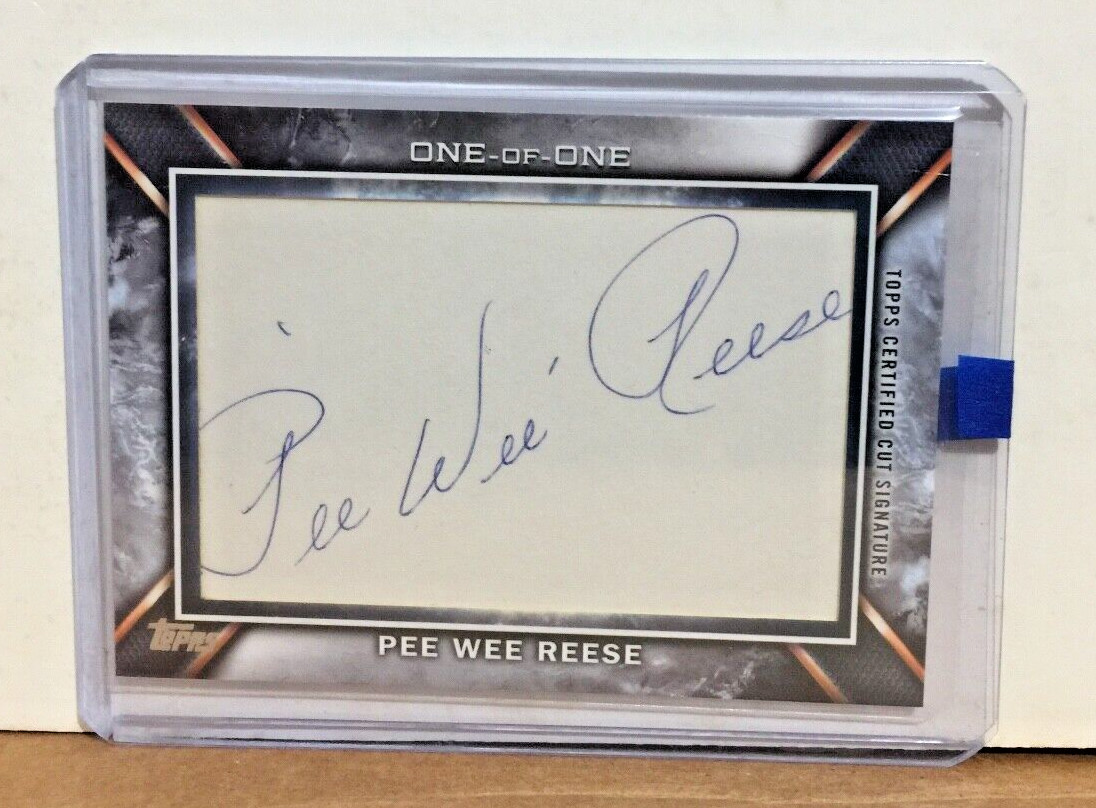 ONE-OF-ONE
"Pee Wee" Reese
TOPPS CERTIFIED CUT SIGNATURE
TOPPS
PEE WEE REESE